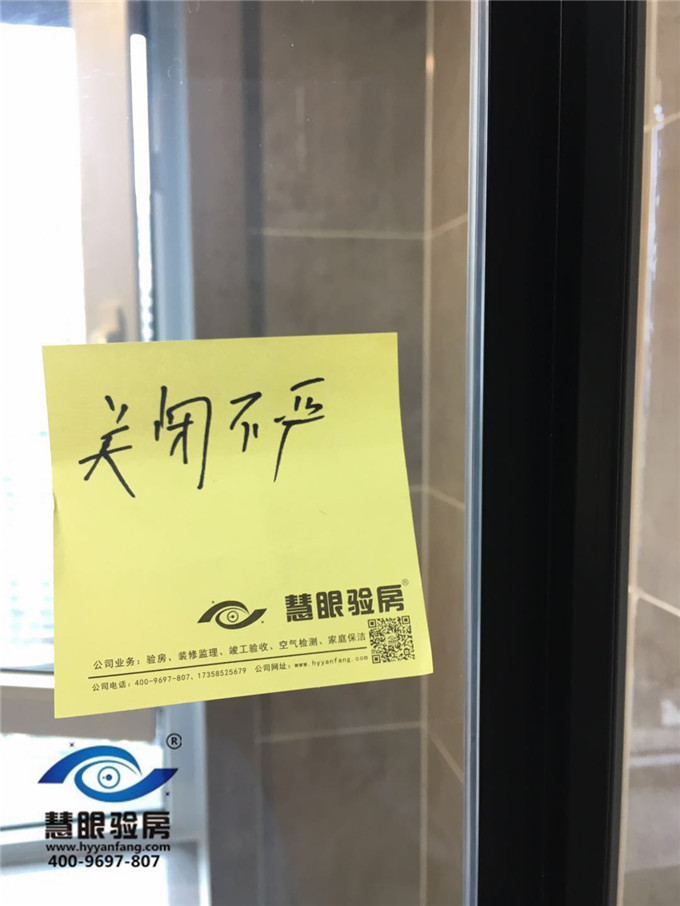 关闭不严
慧眼验房®
公司业务：验房、装修监理、竣工验收、空气检测、家庭保洁
公司电话：400-9697-807、17358525679 公司网址：www.hyyanfang.com
®
慧眼验房
www.hyyanfang.com
400-9697-807